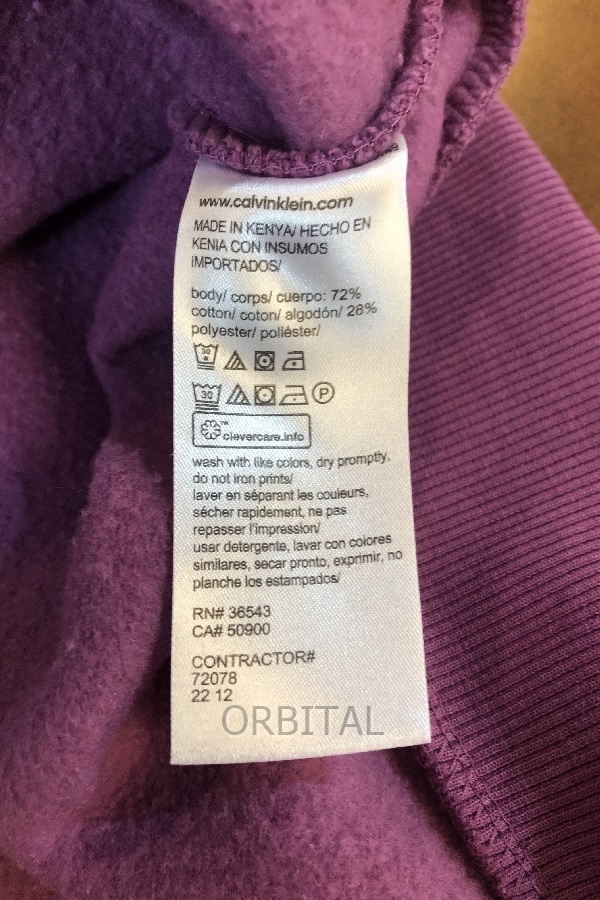 www.calvinklein.com
MADE IN KENYA/ HECHO EN
KENIA CON INSUMOS
IMPORTADOS/
body/ corps/ cuerpo: 72%
cotton/ coton/ algodón/ 28%
polyester/ poliéster/
30
30 P
clevercare.info
wash with like colors, dry promptly,
do not iron prints/
laver en séparant les couleurs,
sécher rapidement, ne pas
repasser l'impression/
usar detergente, lavar con colores
similares, secar pronto, exprimir, no
planche los estampados/
RN# 36543
CA# 50900
CONTRACTOR#
72078
22 12
ORBITAL